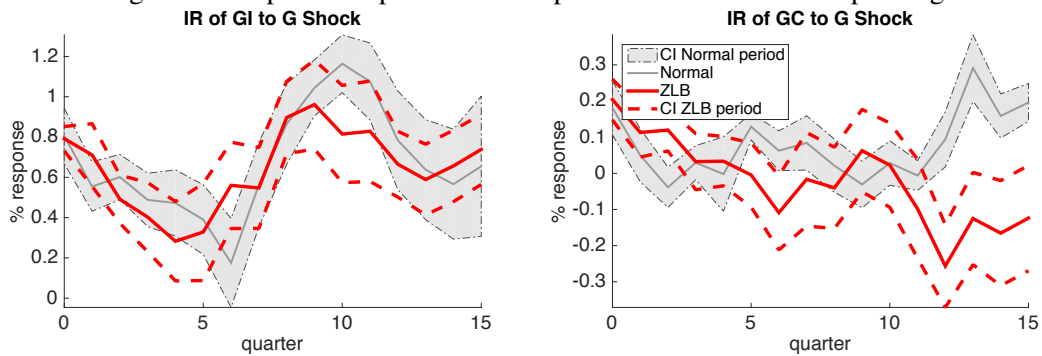 IR of GI to G Shock
% response
1.2
1
0.8
0.6
0.4
0.2
0
0
5
10
15
quarter
IR of GC to G Shock
CI Normal period
Normal
ZLB
CI ZLB period
% response
0.3
0.2
0.1
0
-0.1
-0.2
-0.3
0
5
10
15
quarter